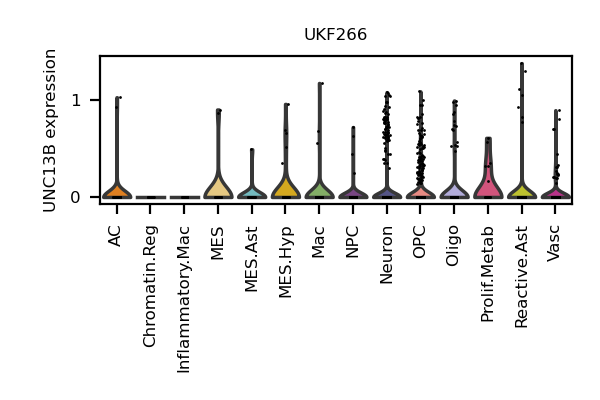 UKF266
UNC13B expression
1
0
AC
Chromatin.Reg
Inflammatory.Mac
MES
MES.Ast
MES.Hyp
Mac
NPC
Neuron
OPC
Oligo
Prolif.Metab
Reactive.Ast
Vasc